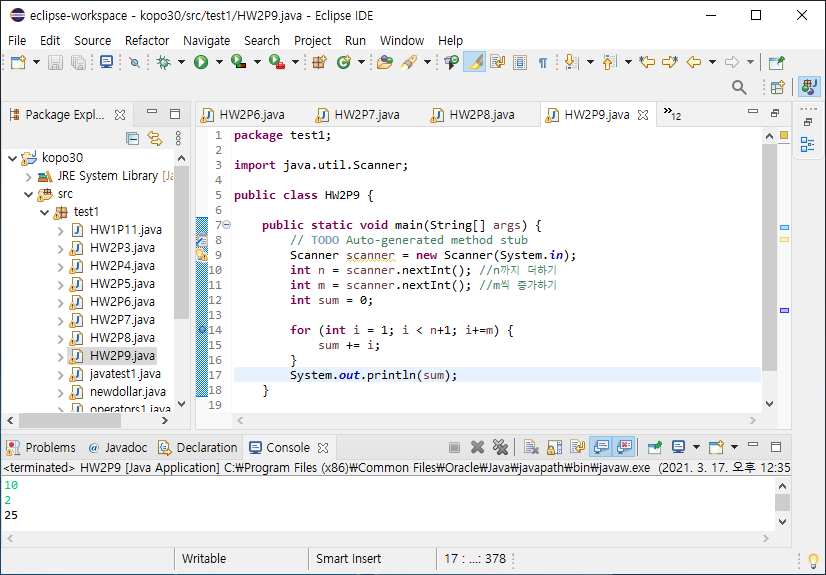 eclipse-workspace - kopo30/src/test1/HW2P9.java - Eclipse IDE
File Edit Source Refactor Navigate Search Project Run Window Help
Package Expl...
HW2P6.java HW2P7.java HW2P8.java HW2P9.java »12
kopo30
JRE System Library [Ja
src
test1
HW1P11.java
HW2P3.java
HW2P4.java
HW2P5.java
HW2P6.java
HW2P7.java
HW2P8.java
HW2P9.java
javatest1.java
newdollar.java
operators1.java
1 package test1;
2
3 import java.util.Scanner;
4
5 public class HW2P9 {
6
7 public static void main(String[] args) {
8 // TODO Auto-generated method stub
9 Scanner scanner = new Scanner(System.in);
10 int n = scanner.nextInt(); //n까지 더하기
11 int m = scanner.nextInt(); //m씩 증가하기
12 int sum = 0;
13
14 for (int i = 1; i < n+1; i+=m) {
15 sum += i;
16 }
17 System.out.println(sum);
18 }
19
Problems @ Javadoc Declaration Console
<terminated> HW2P9 [Java Application] C:₩Program Files (x86)₩Common Files₩Oracle₩Java₩javapath₩bin₩javaw.exe (2021. 3. 17. 오후 12:35
10
2
25
Writable Smart Insert 17 : ...: 378